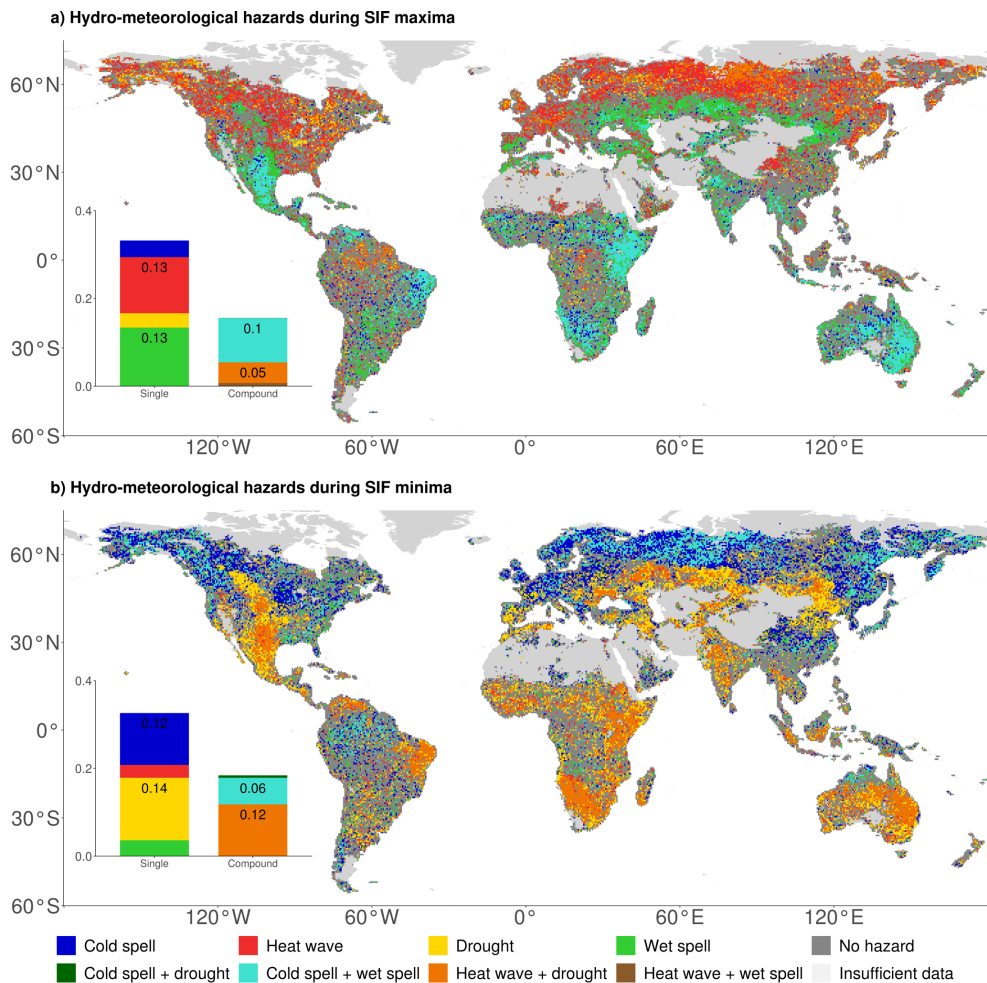 a) Hydro-meteorological hazards during SIF maxima
60°N
30°N
0°
30°S
60°S
0.4
0.2
0.0
0.13
0.13
0.1
0.05
Single
Compound
120°W
60°W
0°
60°E
120°E
b) Hydro-meteorological hazards during SIF minima
60°N
30°N
0°
30°S
60°S
0.4
0.2
0.0
0.12
0.14
0.06
0.12
Single
Compound
120°W
60°W
0°
60°E
120°E
Cold spell
Heat wave
Drought
Wet spell
No hazard
Cold spell + drought
Cold spell + wet spell
Heat wave + drought
Heat wave + wet spell
Insufficient data